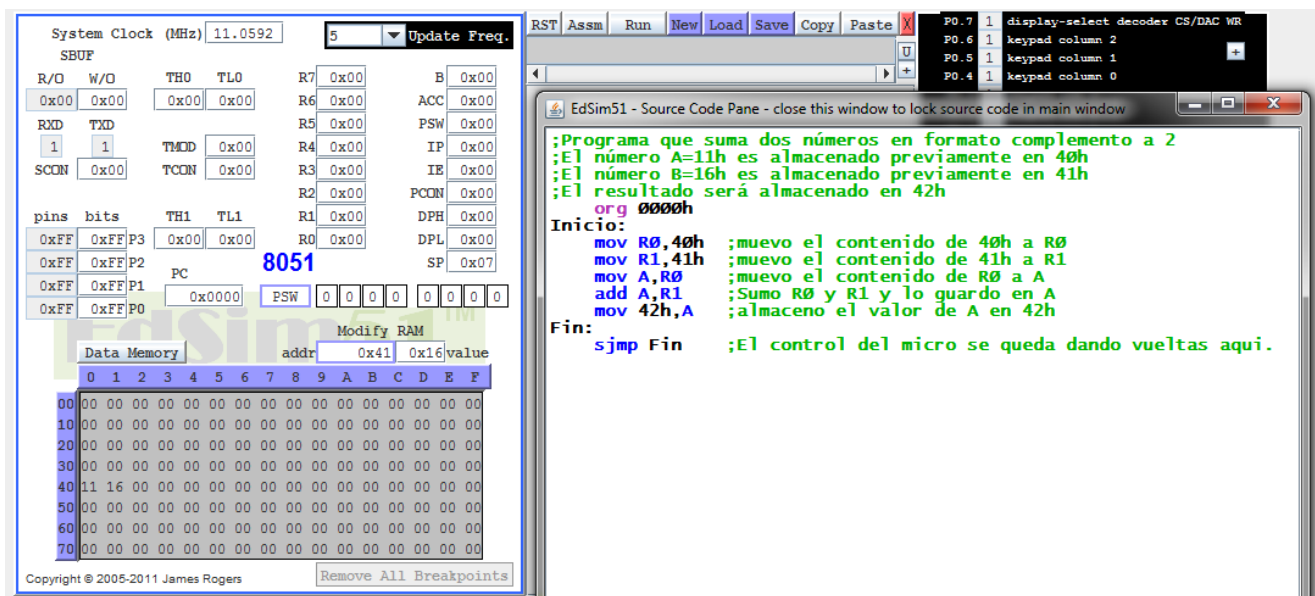 System Clock (MHz) 11.0592 5 Update Freq.
SBUF
R/O W/O TH0 TL0 R7 0x00 B 0x00
0x00 0x00 0x00 0x00 R6 0x00 ACC 0x00
RXD TXD R5 0x00 PSW 0x00
1 1 TMOD 0x00 R4 0x00 IP 0x00
SCON 0x00 TCON 0x00 R3 0x00 IE 0x00
R2 0x00 PCON 0x00
pins bits TH1 TL1 R1 0x00 DPH 0x00
0xFF 0xFF P3 0x00 0x00 R0 0x00 DPL 0x00
0xFF 0xFF P2 8051 SP 0x07
PC
0xFF 0xFF P1 0x0000 PSW 0 0 0 0 0 0 0 0
0xFF 0xFF P0
EdSim51 TM
Modify RAM
Data Memory addr 0x41 0x16 value
0 1 2 3 4 5 6 7 8 9 A B C D E F
00 00 00 00 00 00 00 00 00 00 00 00 00 00 00 00 00
10 00 00 00 00 00 00 00 00 00 00 00 00 00 00 00 00
20 00 00 00 00 00 00 00 00 00 00 00 00 00 00 00 00
30 00 00 00 00 00 00 00 00 00 00 00 00 00 00 00 00
40 11 16 00 00 00 00 00 00 00 00 00 00 00 00 00 00
50 00 00 00 00 00 00 00 00 00 00 00 00 00 00 00 00
60 00 00 00 00 00 00 00 00 00 00 00 00 00 00 00 00
70 00 00 00 00 00 00 00 00 00 00 00 00 00 00 00 00
Copyright © 2005-2011 James Rogers Remove All Breakpoints
RST Assm Run New Load Save Copy Paste X
U
+
P0.7 1 display-select decoder CS/DAC WR
P0.6 1 keypad column 2
P0.5 1 keypad column 1 +
P0.4 1 keypad column 0
EdSim51 - Source Code Pane - close this window to lock source code in main window
;Programa que suma dos números en formato complemento a 2
;El número A=11h es almacenado previamente en 40h
;El número B=16h es almacenado previamente en 41h
;El resultado será almacenado en 42h
org 0000h
Inicio:
mov R0,40h ;muevo el contenido de 40h a R0
mov R1,41h ;muevo el contenido de 41h a R1
mov A,R0 ;muevo el contenido de R0 a A
add A,R1 ;Sumo R0 y R1 y lo guardo en A
mov 42h,A ;almaceno el valor de A en 42h
Fin:
sjmp Fin ;El control del micro se queda dando vueltas aqui.